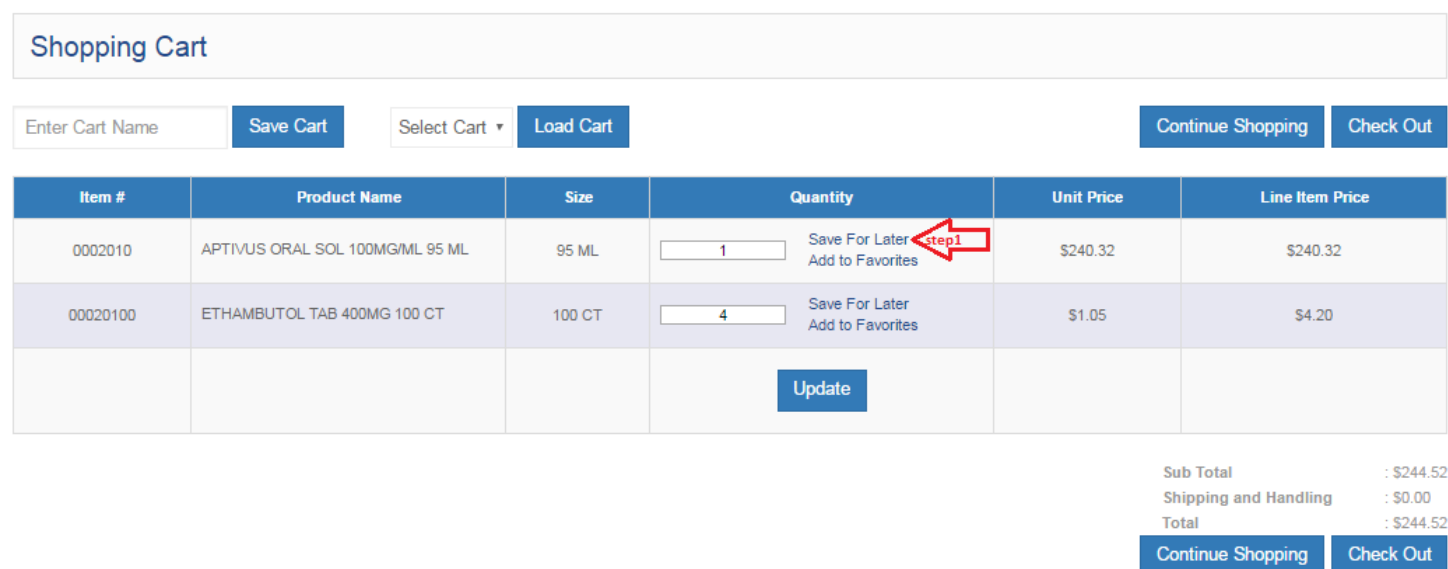 Shopping Cart
Enter Cart Name Save Cart Select Cart Load Cart Continue Shopping Check Out
Item # Product Name Size Quantity Unit Price Line Item Price
0002010 APTIVUS ORAL SOL 100MG/ML 95 ML 95 ML 1 Save For Later step1 $240.32 $240.32
Add to Favorites
00020100 ETHAMBUTOL TAB 400MG 100 CT 100 CT 4 Save For Later $1.05 $4.20
Add to Favorites
Update
Sub Total : $244.52
Shipping and Handling : $0.00
Total : $244.52
Continue Shopping Check Out